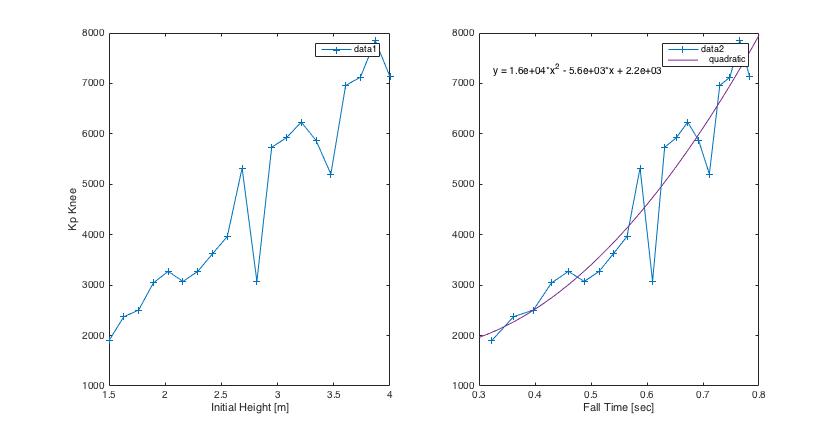 8000
7000
6000
5000
4000
3000
2000
1000
Kp Knee
1.5 2 2.5 3 3.5 4
Initial Height [m]
data1
8000
7000
6000
5000
4000
3000
2000
1000
0.3 0.4 0.5 0.6 0.7 0.8
Fall Time [sec]
data2
quadratic
y = 1.6e+04*x² - 5.6e+03*x + 2.2e+03